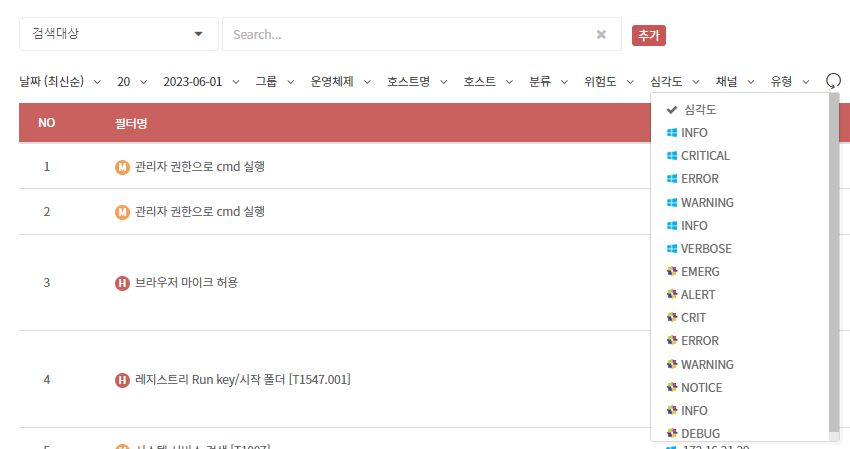 검색대상
Search...
추가
날짜 (최신순) 20 2023-06-01 그룹 운영체제 호스트명 호스트 분류 위험도 심각도 채널 유형
NO 필터명
심각도
INFO
CRITICAL
ERROR
WARNING
INFO
VERBOSE
EMERG
ALERT
CRIT
ERROR
WARNING
NOTICE
INFO
DEBUG
1 M 관리자 권한으로 cmd 실행
2 M 관리자 권한으로 cmd 실행
3 H 브라우저 마이크 허용
4 H 레지스트리 Run key/시작 폴더 [T1547.001]